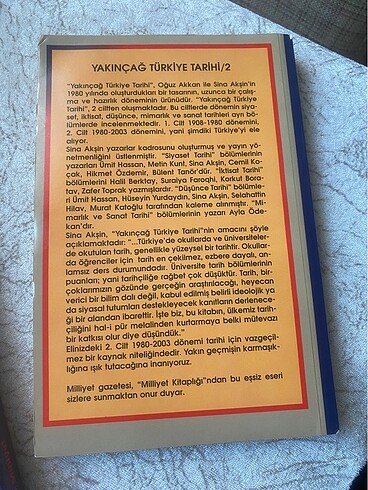 YAKINÇAĞ TÜRKİYE TARİHİ/2
"Yakınçağ Türkiye Tarihi", Oğuz Akkan ile Sina Akşin'in
1980 yılında oluşturdukları bir tasarının, uzunca bir çalış-
ma ve hazırlık döneminin ürünüdür. "Yakınçağ Türkiye
Tarihi", 2 ciltten oluşmaktadır. Bu ciltlerde dönemin siya-
set, iktisat, düşünce, mimarlık ve sanat tarihleri ayrı bö-
lümlerde incelenmektedir. 1. Cilt 1908-1980 dönemini,
2. Cilt 1980-2003 dönemini, yani şimdiki Türkiye'yi ele
alıyor.
Sina Akşin yazarlar kadrosunu oluşturmuş ve yayın yö-
netmenliğini üstlenmiştir. "Siyaset Tarihi" bölümlerinin
yazarları Ümit Hassan, Metin Kunt, Sina Akşin, Cemil Ko-
çak, Hikmet Özdemir, Bülent Tanör'dür. "İktisat Tarihi"
bölümlerini Halil Berktay, Suraiya Faroqhi, Korkut Bora-
tav, Zafer Toprak yazmışlardır. "Düşünce Tarihi" bölümle-
ri Ümit Hassan, Hüseyin Yurdaydın, Sina Akşin, Selahattin
Hilav, Murat Katoğlu tarafından kaleme alınmıştır. "Mi-
marlık ve Sanat Tarihi" bölümlerinin yazarı Ayla Öde-
kan'dır.
Sina Akşin, "Yakınçağ Türkiye Tarihi"nin amacını şöyle
açıklamaktadır: "...Türkiye'de okullarda ve üniversiteler-
de okutulan tarih, genellikle yüzeysel bir tarihtir. Okullar-
da öğrenciler için tarih en çekilmez, ezbere dayalı, an-
lamsız ders durumundadır. Üniversite tarih bölümlerinin
puanları; yani tarihçiliğe rağbet çok düşüktür. Tarih, bir-
çoklarımızın gözünde gerçeğin araştırılacağı, heyecan
verici bir bilim dalı değil, kabul edilmiş belirli ideolojik ya
da siyasal tutumları destekleyecek kanıtların derlenece-
ği bir alandan ibarettir. İşte biz, bu kitabın, ülkemiz tarih-
çiliğini hal-i pür melalinden kurtarmaya belki mütevazı
bir katkısı olur diye düşündük."
Elinizdeki 2. Cilt 1980-2003 dönemi tarihi için vazgeçil-
mez bir kaynak niteliğindedir. Yakın geçmişin karmaşık-
lığına ışık tutacağına inanıyoruz.
Milliyet gazetesi, "Milliyet Kitaplığı"ndan bu eşsiz eseri
sizlere sunmaktan onur duyar.